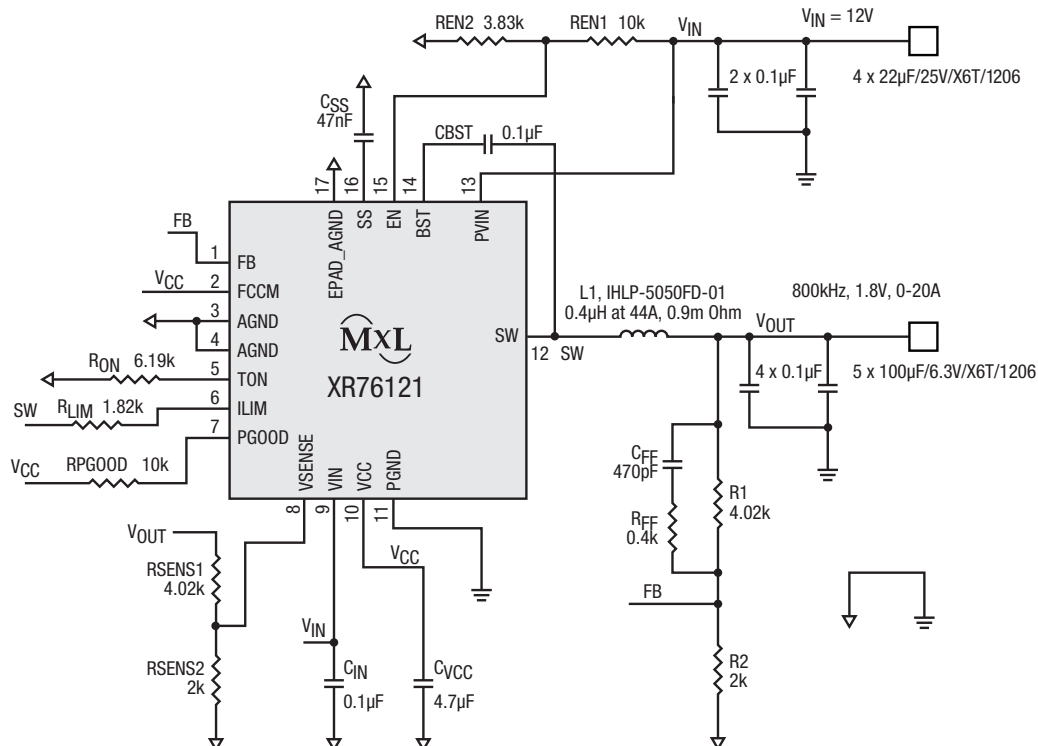 REN2 3.83k
REN1 10k
VIN
VIN = 12V
2 x 0.1µF
4 x 22µF/25V/X6T/1206
CSS
47nF
CBST
0.1µF
17
16
15
14
13
EPAD_AGND
SS
EN
BST
PVIN
FB
1
FB
VCC
2
FCCM
3
AGND
4
AGND
RON 6.19k
5
TON
SW
RLIM 1.82k
6
ILIM
7
PGOOD
VCC
RPGOOD 10k
MxL
XR76121
SW
12
SW
L1, IHLP-5050FD-01
0.4µH at 44A, 0.9m Ohm
800kHz, 1.8V, 0-20A
VOUT
4 x 0.1µF
5 x 100µF/6.3V/X6T/1206
VSENSE
VIN
VCC
PGND
8
9
10
11
CFF
470pF
R1
4.02k
RFF
0.4k
VOUT
RSENS1
4.02k
VCC
FB
VIN
RSENS2
2k
CIN
0.1µF
CVCC
4.7µF
R2
2k